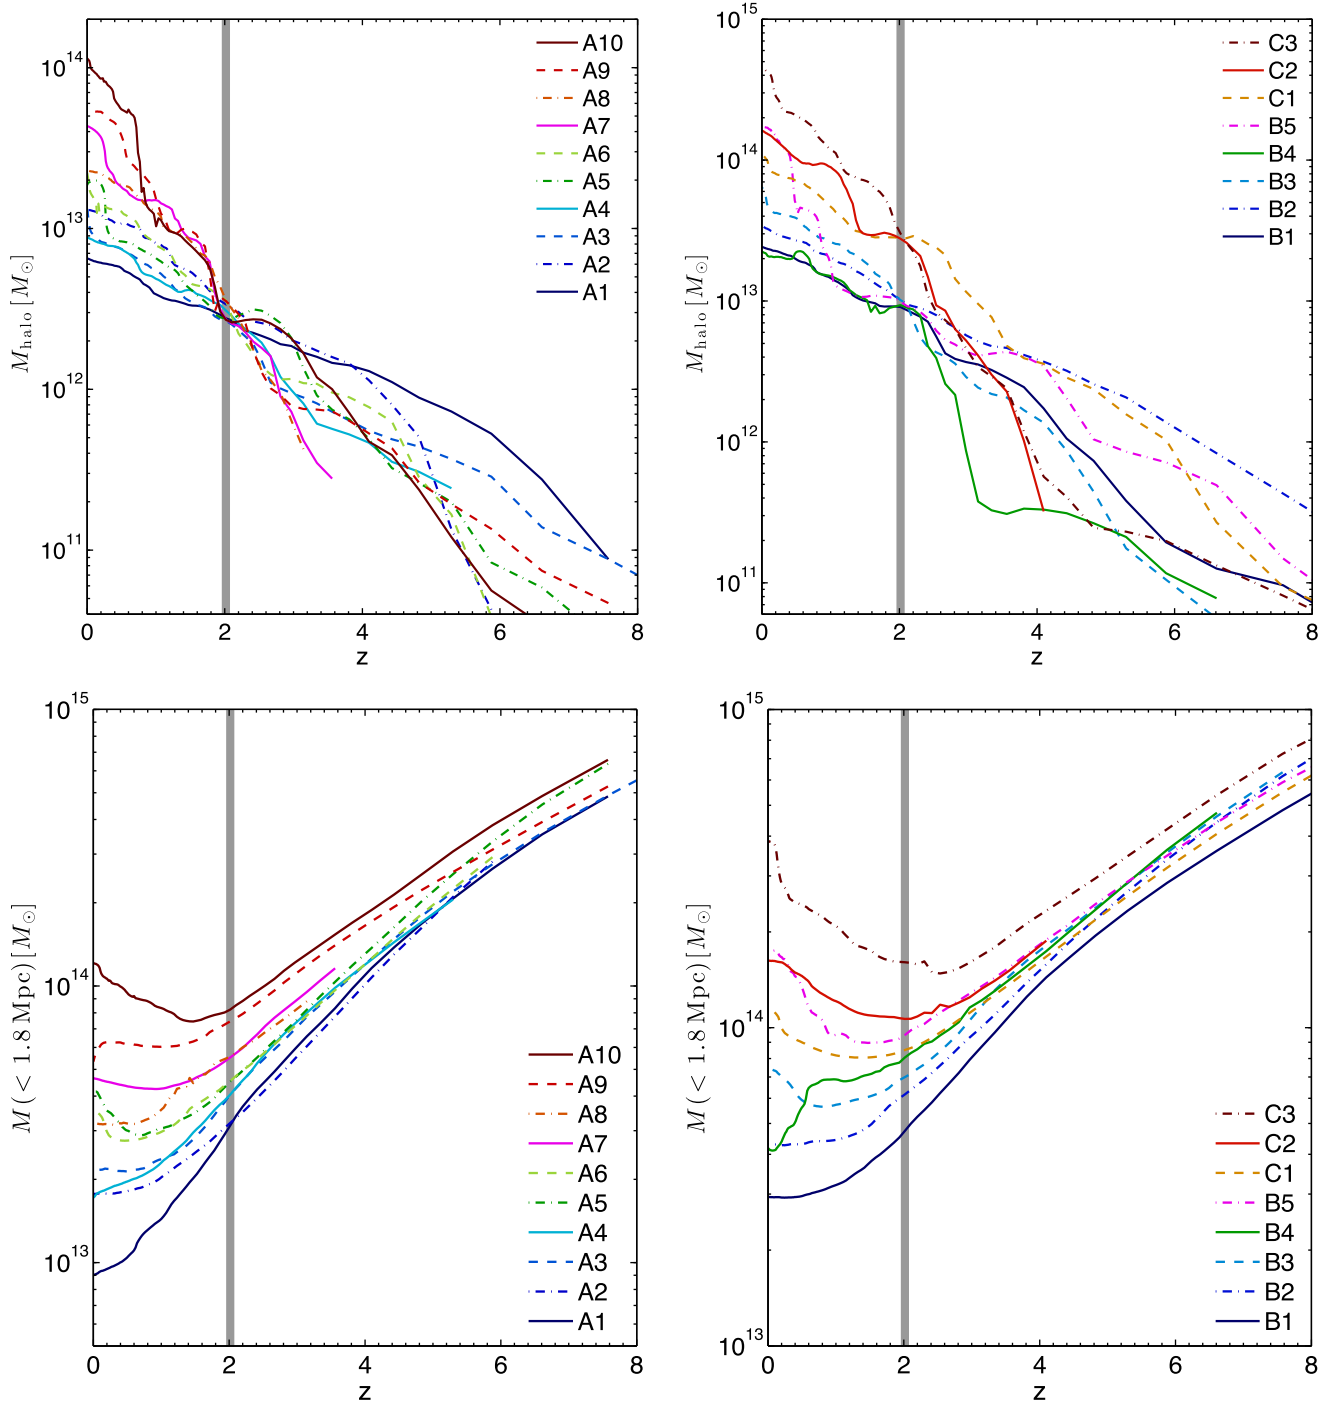 10^15
10^14
10^13
10^12
10^11
M_halo [M_⊙]
0 2 4 6 8
z
A10
A9
A8
A7
A6
A5
A4
A3
A2
A1
10^14
10^13
10^12
10^11
M_halo [M_⊙]
0 2 4 6 8
z
C3
C2
C1
B5
B4
B3
B2
B1
10^15
10^14
10^13
M(< 1.8 Mpc) [M_⊙]
0 2 4 6 8
z
A10
A9
A8
A7
A6
A5
A4
A3
A2
A1
10^15
10^14
10^13
M(< 1.8 Mpc) [M_⊙]
0 2 4 6 8
z
C3
C2
C1
B5
B4
B3
B2
B1